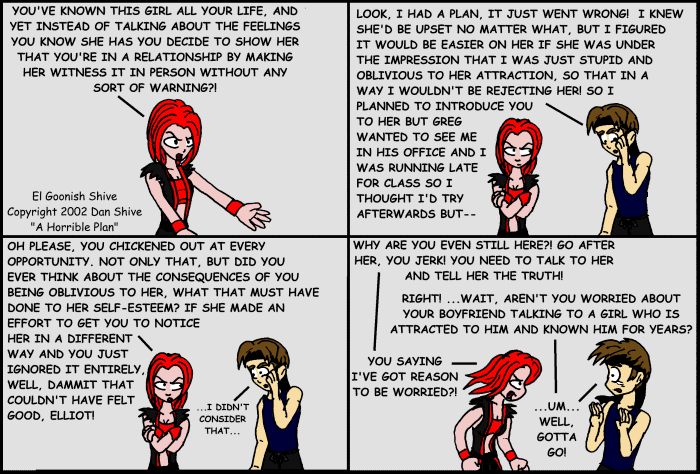 YOU'VE KNOWN THIS GIRL ALL YOUR LIFE, AND
YET INSTEAD OF TALKING ABOUT THE FEELINGS
YOU KNOW SHE HAS YOU DECIDE TO SHOW HER
THAT YOU'RE IN A RELATIONSHIP BY MAKING
HER WITNESS IT IN PERSON WITHOUT ANY
SORT OF WARNING?!
El Goonish Shive
Copyright 2002 Dan Shive
"A Horrible Plan"
LOOK, I HAD A PLAN, IT JUST WENT WRONG! I KNEW
SHE'D BE UPSET NO MATTER WHAT, BUT I FIGURED
IT WOULD BE EASIER ON HER IF SHE WAS UNDER
THE IMPRESSION THAT I WAS JUST STUPID AND
OBLIVIOUS TO HER ATTRACTION, SO THAT IN A
WAY I WOULDN'T BE REJECTING HER! SO I
PLANNED TO INTRODUCE YOU
TO HER BUT GREG
WANTED TO SEE ME
IN HIS OFFICE AND I
WAS RUNNING LATE
FOR CLASS SO I
THOUGHT I'D TRY
AFTERWARDS BUT--
OH PLEASE, YOU CHICKENED OUT AT EVERY
OPPORTUNITY. NOT ONLY THAT, BUT DID YOU
EVER THINK ABOUT THE CONSEQUENCES OF YOU
BEING OBLIVIOUS TO HER, WHAT THAT MUST HAVE
DONE TO HER SELF-ESTEEM? IF SHE MADE AN
EFFORT TO GET YOU TO NOTICE
HER IN A DIFFERENT
WAY AND YOU JUST
IGNORED IT ENTIRELY,
WELL, DAMMIT THAT
COULDN'T HAVE FELT
GOOD, ELLIOT!
...I DIDN'T
CONSIDER
THAT...
WHY ARE YOU EVEN STILL HERE?! GO AFTER
HER, YOU JERK! YOU NEED TO TALK TO HER
AND TELL HER THE TRUTH!
RIGHT! ...WAIT, AREN'T YOU WORRIED ABOUT
YOUR BOYFRIEND TALKING TO A GIRL WHO IS
ATTRACTED TO HIM AND KNOWN HIM FOR YEARS?
YOU SAYING
I'VE GOT REASON
TO BE WORRIED?!
...UM...
WELL,
GOTTA
GO!